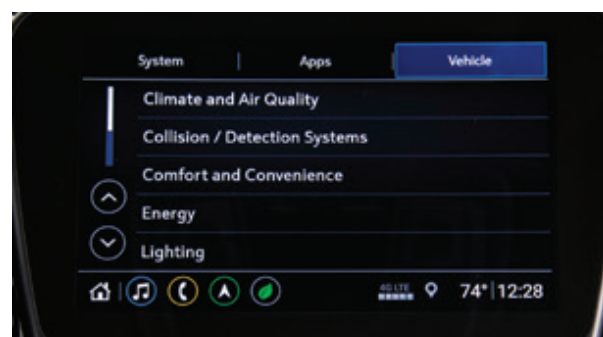 System | Apps | Vehicle
Climate and Air Quality
Collision / Detection Systems
Comfort and Convenience
Energy
Lighting
4G LTE 74° | 12:28